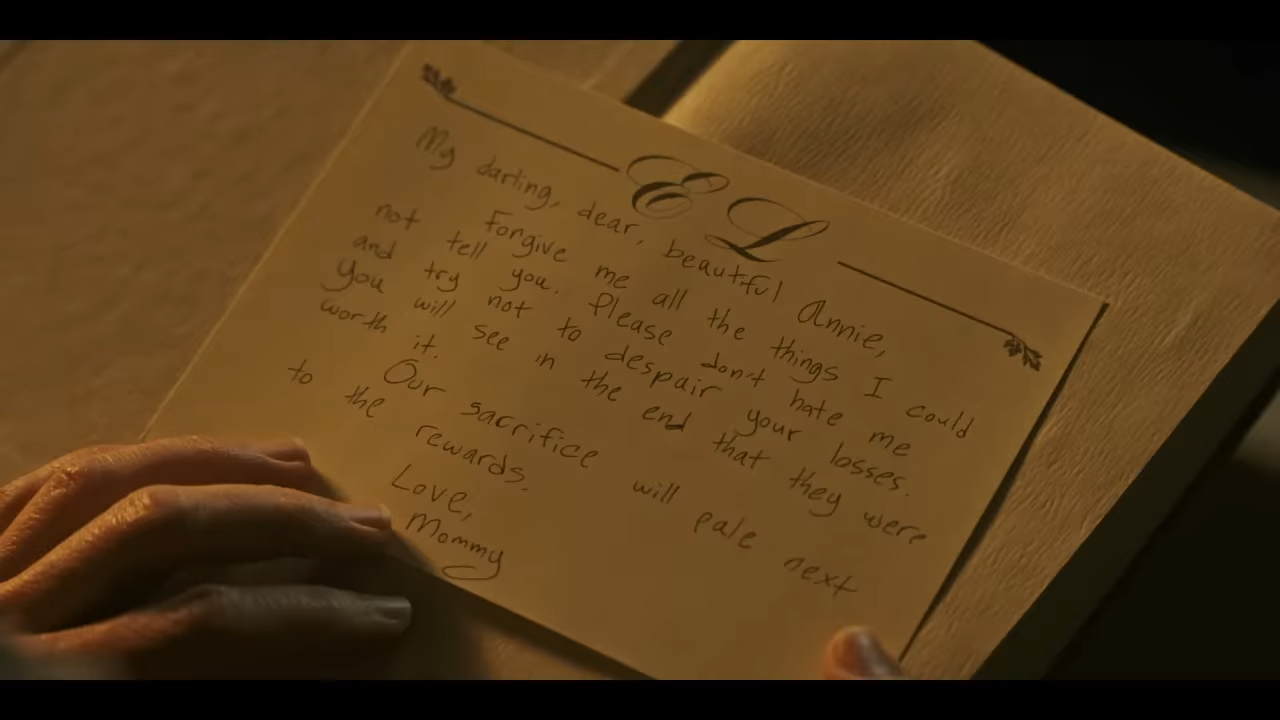 E L
My darling, dear, beautiful Annie,
Forgive me all the things I could
not tell you. Please don't hate me
and try not to despair your losses.
You will see in the end that they were
worth it.
Our sacrifice will pale next
to the rewards.
Love,
Mommy